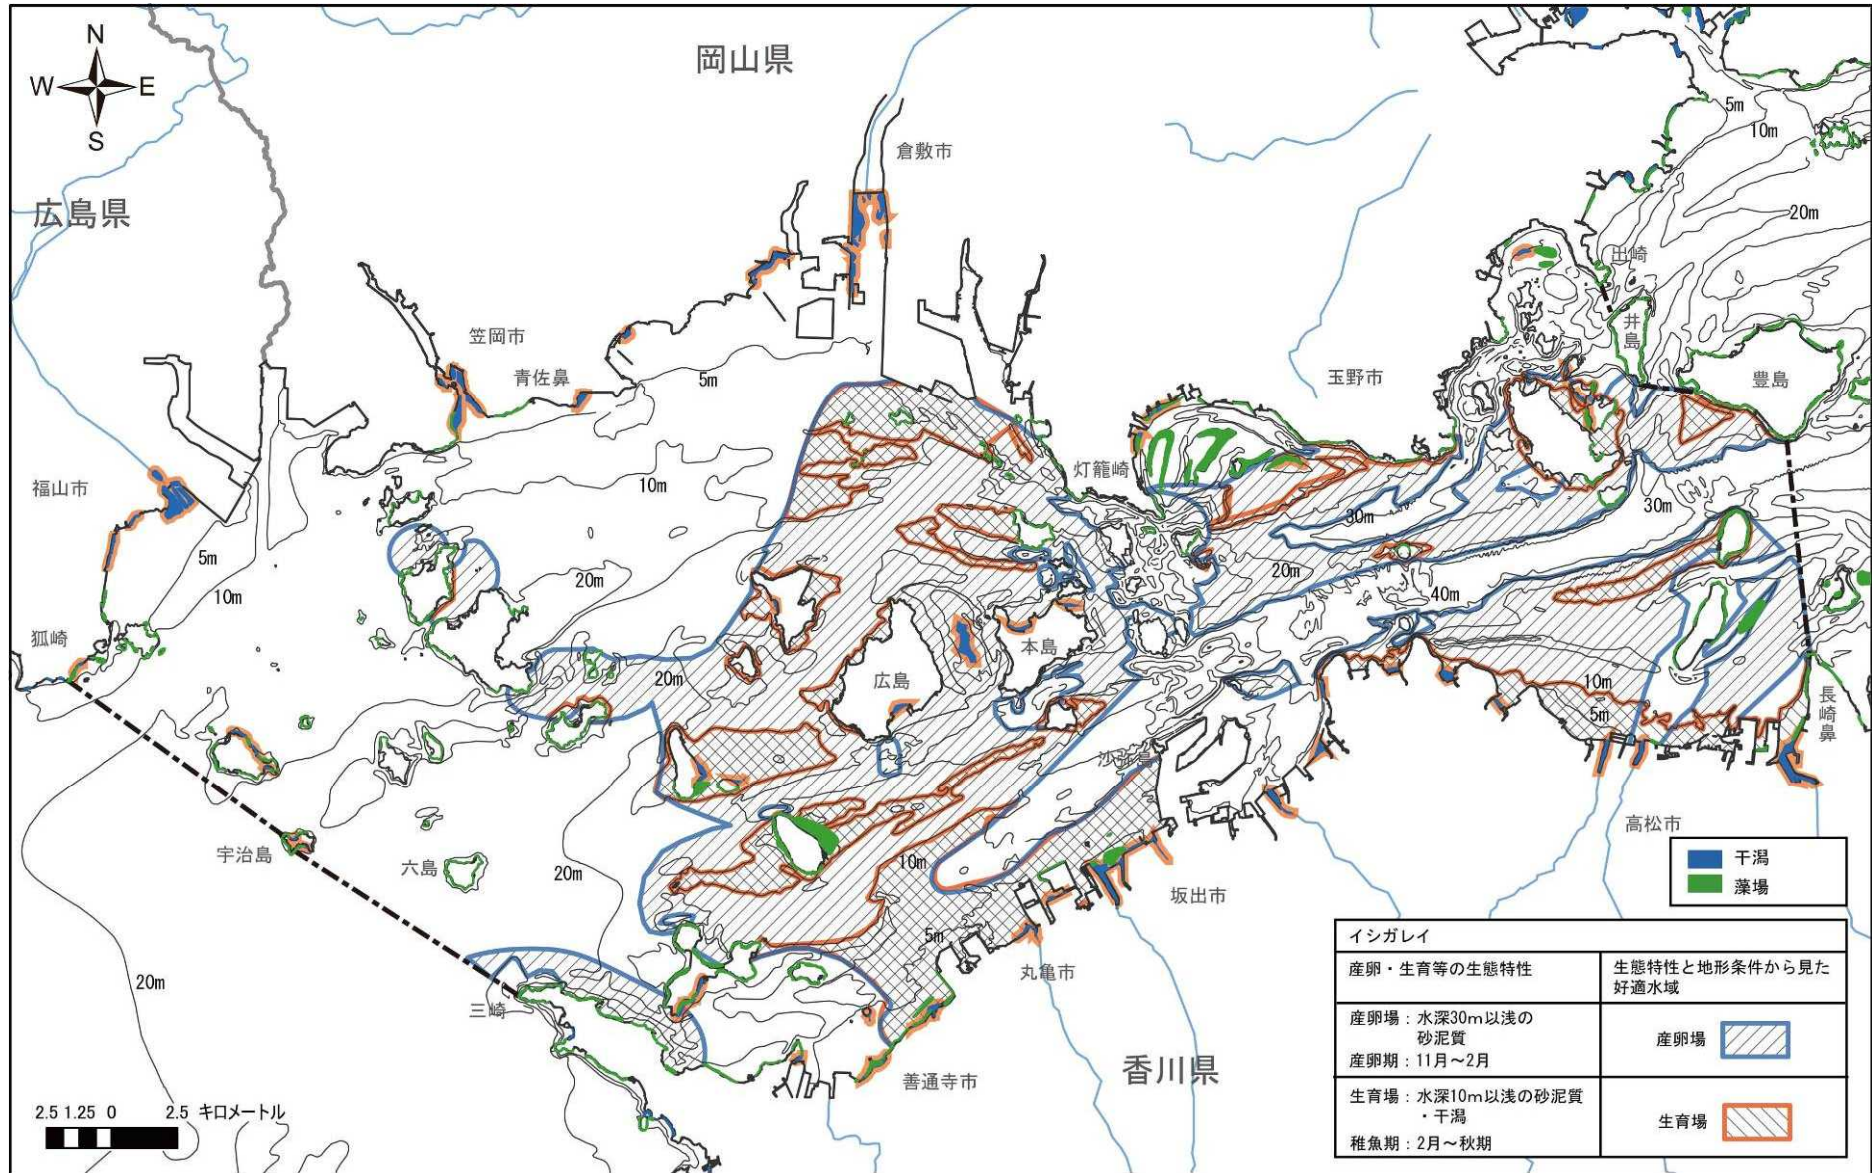 N
W
E
S
岡山県
広島県
倉敷市
笠岡市
青佐鼻
玉野市
出崎
井島
豊島
福山市
灯籠崎
狐崎
広島
本島
沙弥島
長崎鼻
宇治島
六島
高松市
坂出市
丸亀市
三崎
善通寺市
香川県
5m
10m
20m
5m
10m
5m
10m
20m
20m
20m
20m
30m
20m
30m
40m
10m
5m
10m
5m
2.5 1.25 0 2.5 キロメートル
干潟
藻場
イシガレイ
産卵・生育等の生態特性
生態特性と地形条件から見た
好適水域
産卵場:水深30m以浅の
砂泥質
産卵期:11月~2月
産卵場
生育場:水深10m以浅の砂泥質
・干潟
稚魚期:2月~秋期
生育場